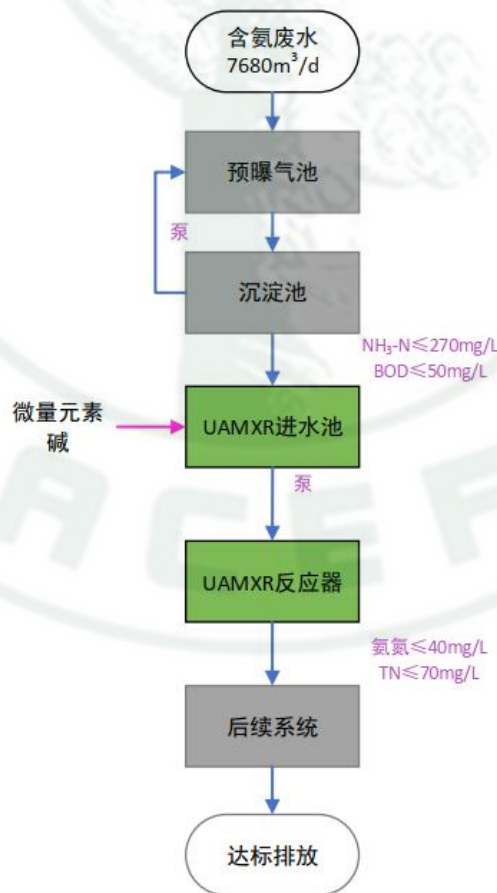 含氨废水
7680m³/d
预曝气池
泵
沉淀池
NH₃-N≤270mg/L
BOD≤50mg/L
微量元素
碱
UAMXR进水池
泵
UAMXR反应器
氨氮≤40mg/L
TN≤70mg/L
后续系统
达标排放
ACEF